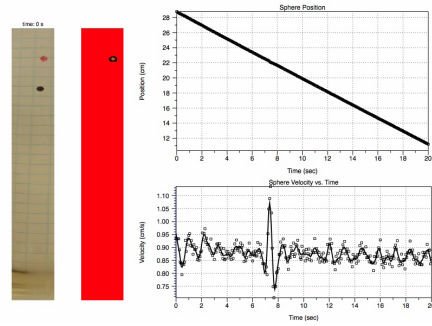 time: 0 s
Sphere Position
Position (cm)
28
26
24
22
20
18
16
14
12
0 2 4 6 8 10 12 14 16 18 20
Time (sec)
Sphere Velocity vs. Time
Velocity (cm/s)
1.10
1.05
1.00
0.95
0.90
0.85
0.80
0.75
0 2 4 6 8 10 12 14 16 18 20
Time (sec)